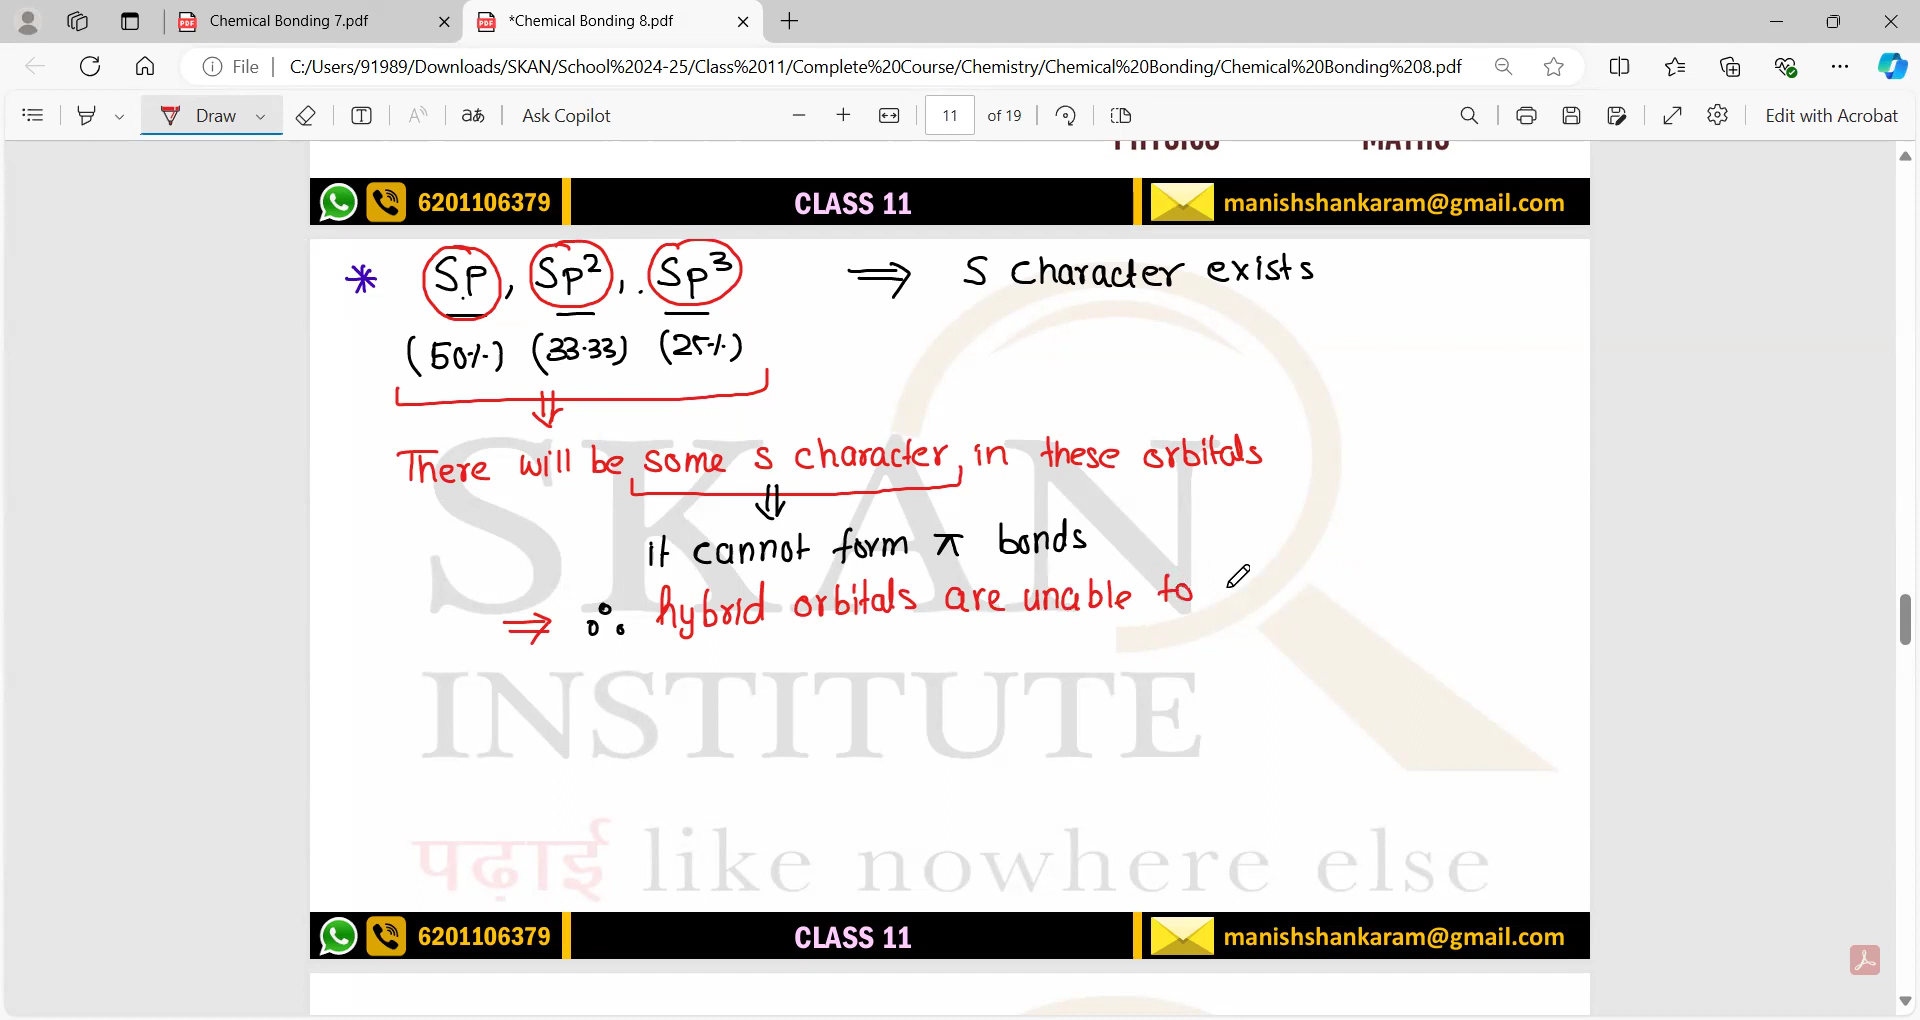 Chemical Bonding 7.pdf
*Chemical Bonding 8.pdf
File
C:/Users/91989/Downloads/SKAN/School%2024-25/Class%2011/Complete%20Course/Chemistry/Chemical%20Bonding/Chemical%20Bonding%208.pdf
Draw
Ask Copilot
11 of 19
Edit with Acrobat
PHYSICS MATHS
6201106379 CLASS 11 manishshankaram@gmail.com
* Sp, Sp², Sp³ ⇒ S character exists
(50%) (33.33) (25%)
There will be some s character in these orbitals
it cannot form π bonds
⇒ ∴ hybrid orbitals are unable to
SKAN
INSTITUTE
पढ़ाई like nowhere else
6201106379 CLASS 11 manishshankaram@gmail.com